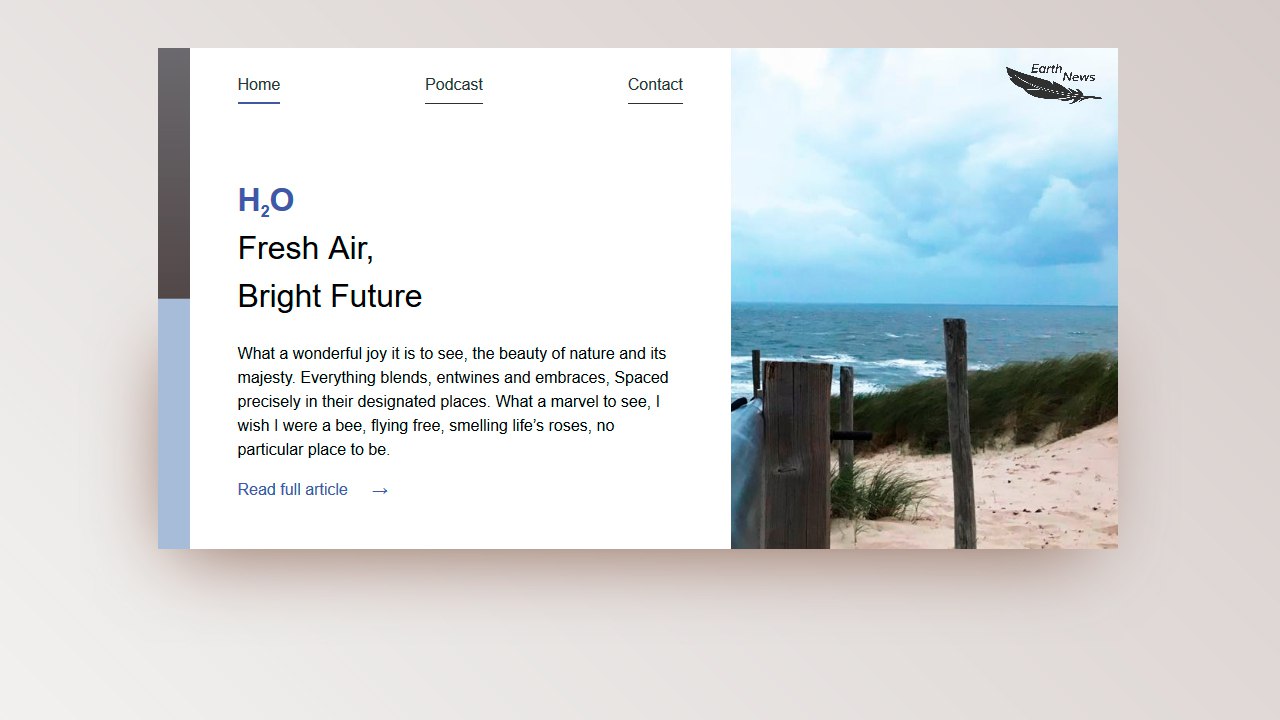 Home
Podcast
Contact
Earth
News
H₂O
Fresh Air,
Bright Future
What a wonderful joy it is to see, the beauty of nature and its
majesty. Everything blends, entwines and embraces, Spaced
precisely in their designated places. What a marvel to see, I
wish I were a bee, flying free, smelling life’s roses, no
particular place to be.
Read full article →